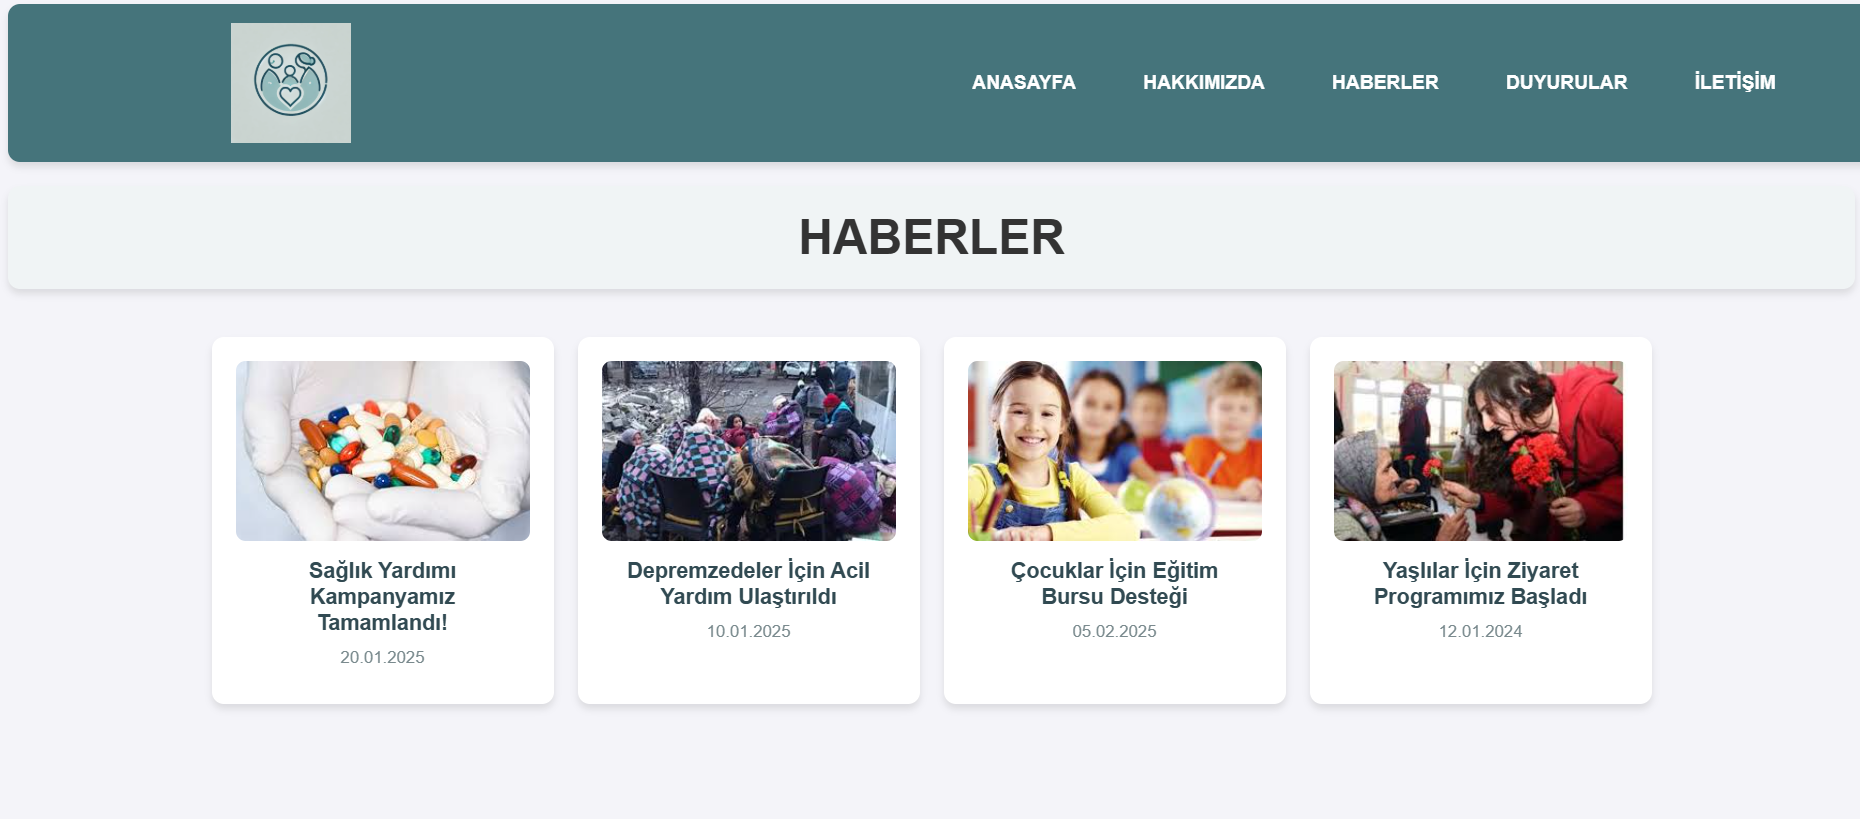 ANASAYFA HAKKIMIZDA HABERLER DUYURULAR İLETİŞİM
HABERLER
Sağlık Yardımı
Kampanyamız
Tamamlandı!
20.01.2025
Depremzedeler İçin Acil
Yardım Ulaştırıldı
10.01.2025
Çocuklar İçin Eğitim
Bursu Desteği
05.02.2025
Yaşlılar İçin Ziyaret
Programımız Başladı
12.01.2024